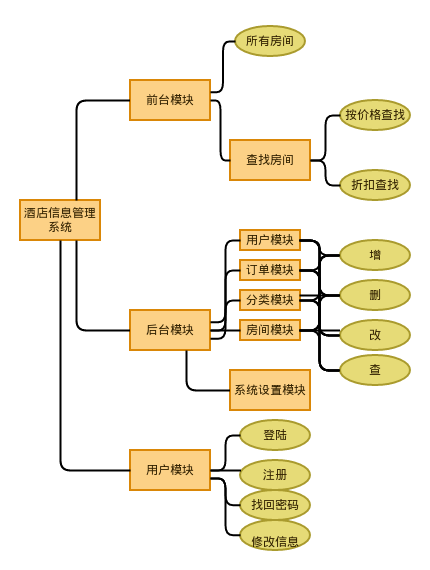 所有房间
前台模块
按价格查找
查找房间
折扣查找
酒店信息管理
系统
用户模块
增
订单模块
删
分类模块
后台模块
房间模块
改
查
系统设置模块
登陆
用户模块
注册
找回密码
修改信息